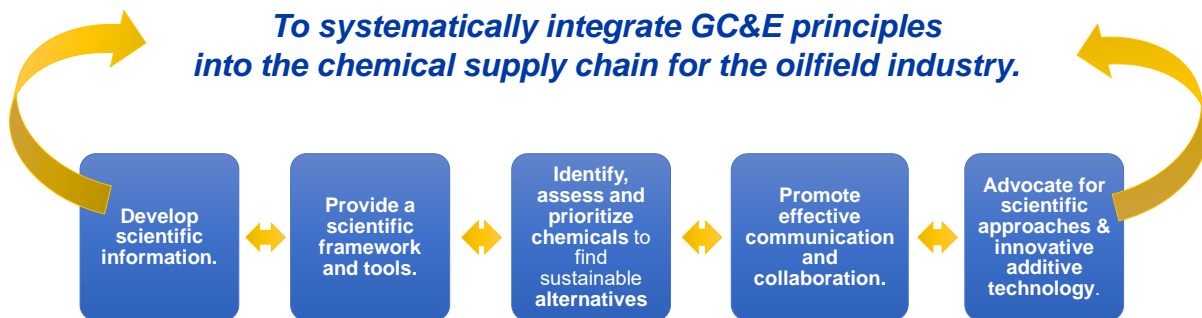 To systematically integrate GC&E principles
into the chemical supply chain for the oilfield industry.
Develop
scientific
information.
Provide a
scientific
framework
and tools.
Identify,
assess and
prioritize
chemicals to
find
sustainable
alternatives
Promote
effective
communication
and
collaboration.
Advocate for
scientific
approaches &
innovative
additive
technology.